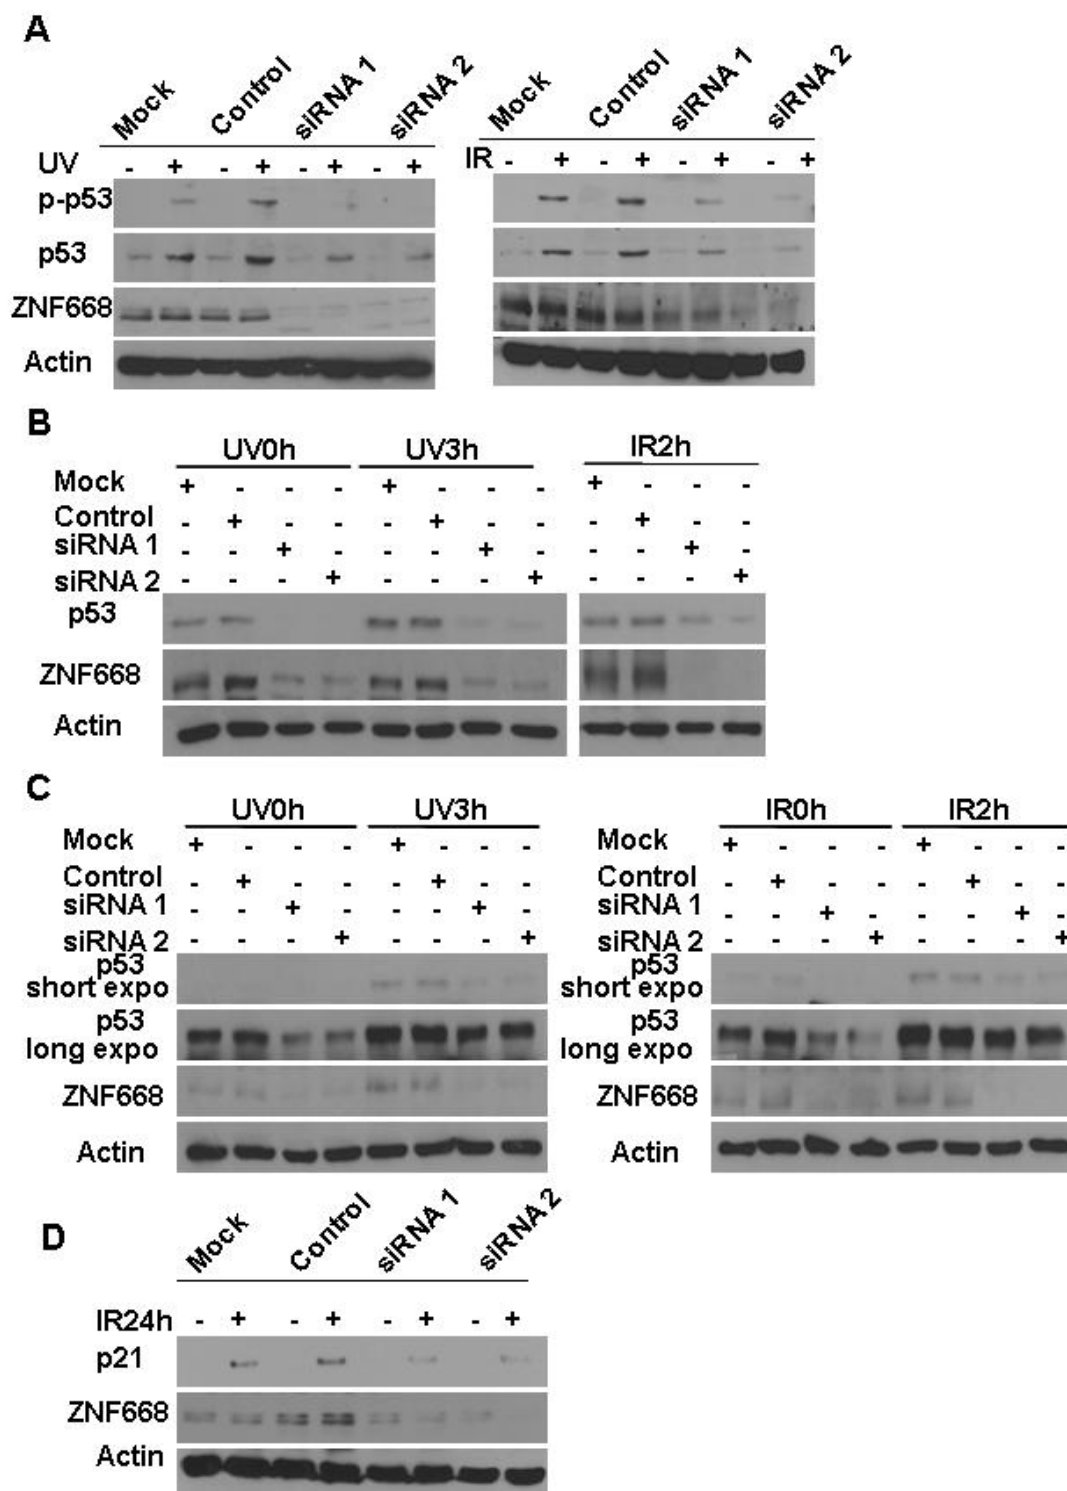 A
Mock Control siRNA 1 siRNA 2 Mock Control siRNA 1 siRNA 2
UV - + - + - + - + IR - + - + - + - +
p-p53
p53
ZNF668
Actin
B
UV0h UV3h IR2h
Mock + - - - + - - - + - - -
Control - + - - - + - - - + - -
siRNA 1 - - + - - - + - - - + -
siRNA 2 - - - + - - - + - - - +
p53
ZNF668
Actin
C
UV0h UV3h IR0h IR2h
Mock + - - - + - - - Mock + - - - + - - -
Control - + - - - + - - Control - + - - - + - -
siRNA 1 - - + - - - + - siRNA 1 - - + - - - + -
siRNA 2 - - - + - - - + siRNA 2 - - - + - - - +
p53 p53
short expo short expo
p53 p53
long expo long expo
ZNF668 ZNF668
Actin Actin
D
Mock Control siRNA 1 siRNA 2
IR24h - + - + - + - +
p21
ZNF668
Actin